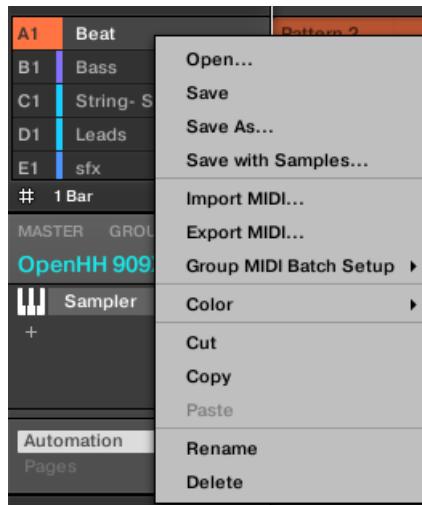 A1 Beat Pattern 2
B1 Bass
C1 String- S
D1 Leads
E1 sfx
1 Bar
MASTER GROU
OpenHH 909
Sampler
+
Automation
Pages
Open...
Save
Save As...
Save with Samples...
Import MIDI...
Export MIDI...
Group MIDI Batch Setup
Color
Cut
Copy
Paste
Rename
Delete